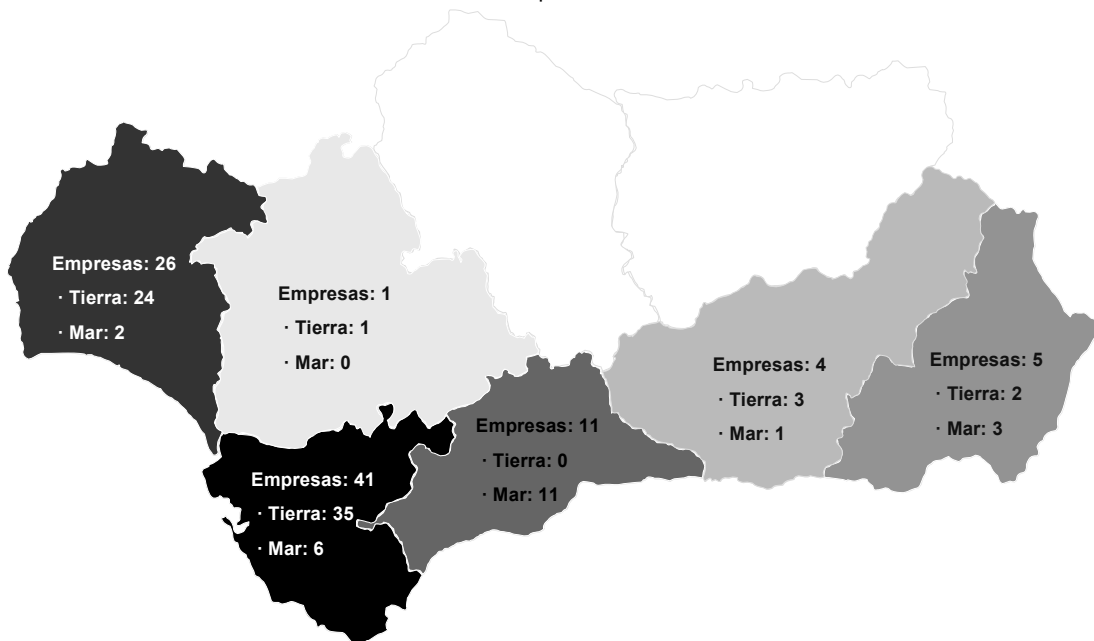 Empresas: 26
· Tierra: 24
· Mar: 2
Empresas: 1
· Tierra: 1
· Mar: 0
Empresas: 4
· Tierra: 3
· Mar: 1
Empresas: 5
· Tierra: 2
· Mar: 3
Empresas: 11
· Tierra: 0
· Mar: 11
Empresas: 41
· Tierra: 35
· Mar: 6